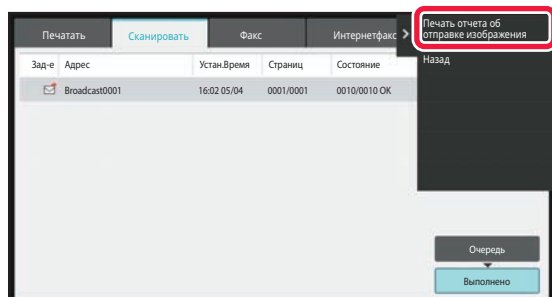 Печатать
Сканировать
Факс
Интернетфакс
Печать отчета об
отправке изображения
Зад-е Адрес Устан.Время Страниц Состояние
Назад
Broadcast0001 16:02 05/04 0001/0001 0010/0010 OK
Очередь
Выполнено